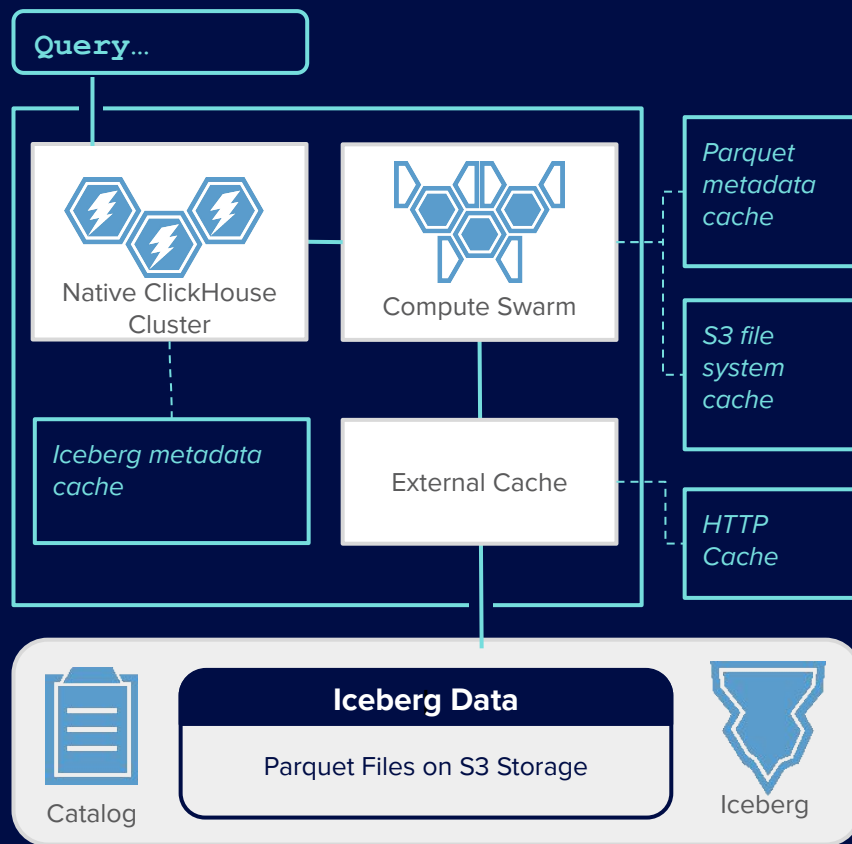 Query...
Native ClickHouse
Cluster
Compute Swarm
Parquet
metadata
cache
S3 file
system
cache
Iceberg metadata
cache
External Cache
HTTP
Cache
Iceberg Data
Parquet Files on S3 Storage
Catalog
Iceberg